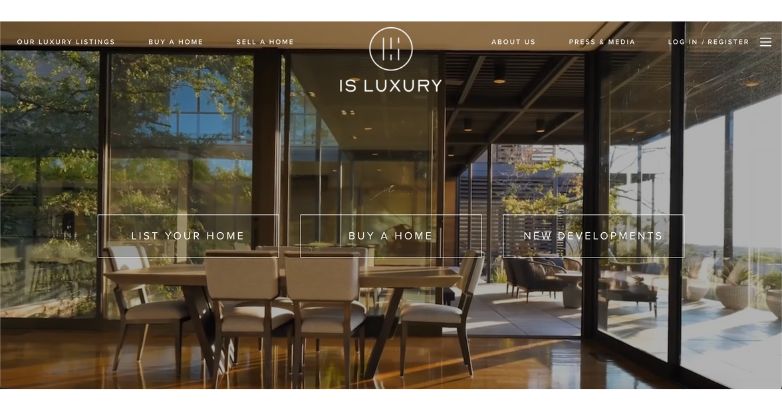 OUR LUXURY LISTINGS
BUY A HOME
SELL A HOME
IS LUXURY
ABOUT US
PRESS & MEDIA
LOG IN / REGISTER
LIST YOUR HOME
BUY A HOME
NEW DEVELOPMENTS